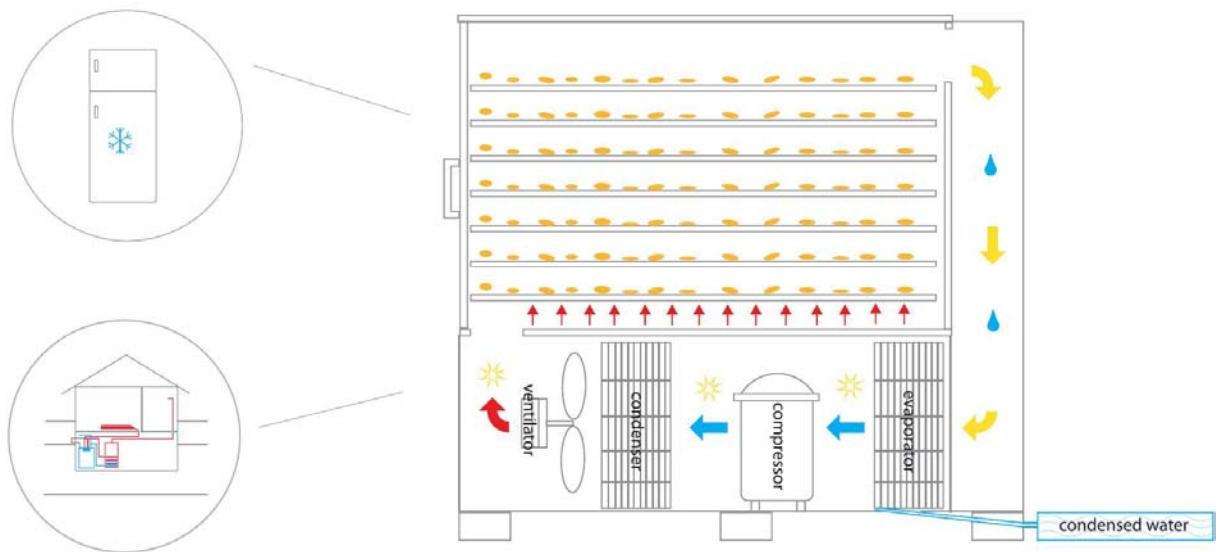 ventilator
condenser
compressor
evaporator
condensed water